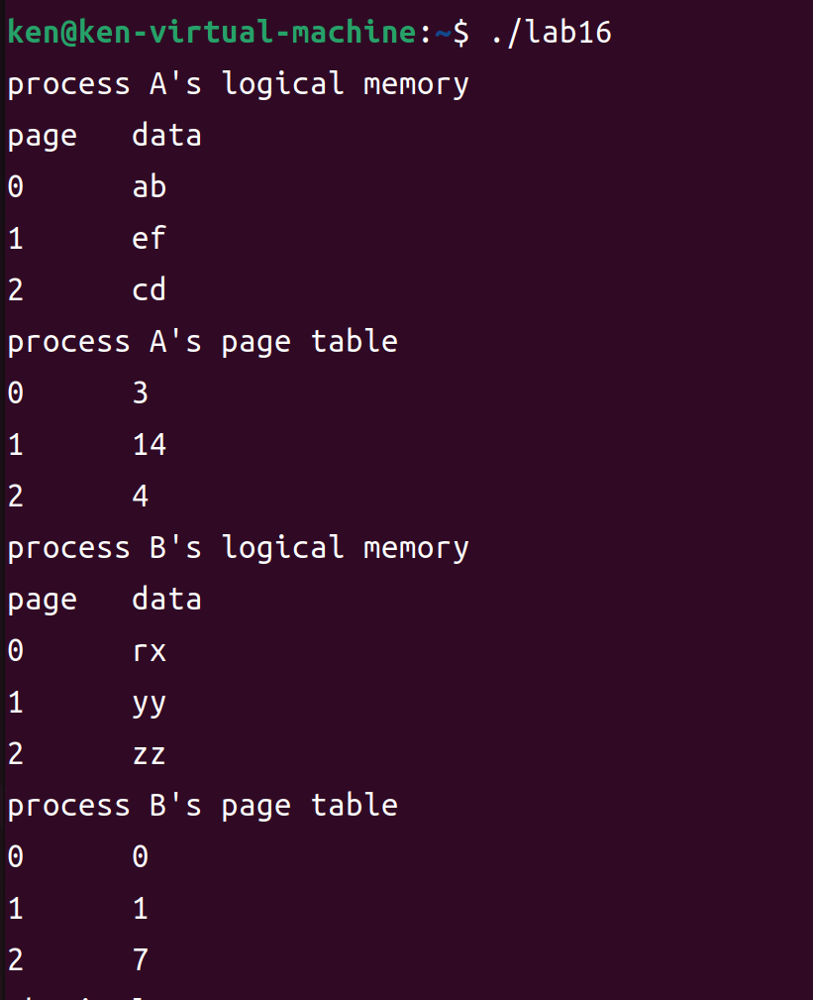 ken@ken-virtual-machine:~$ ./lab16
process A's logical memory
page   data
0      ab
1      ef
2      cd
process A's page table
0      3
1      14
2      4
process B's logical memory
page   data
0      rx
1      yy
2      zz
process B's page table
0      0
1      1
2      7